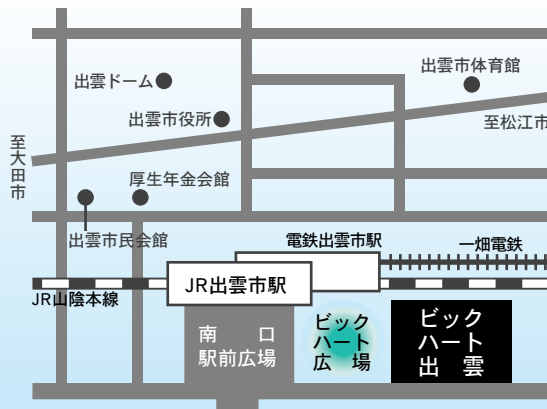 出雲市体育館
出雲ドーム
出雲市役所
至松江市
至大田市
厚生年金会館
出雲市民会館
電鉄出雲市駅
一畑電鉄
JR出雲市駅
JR山陰本線
南　口
駅前広場
ビック
ハート
広　場
ビック
ハート
出　雲